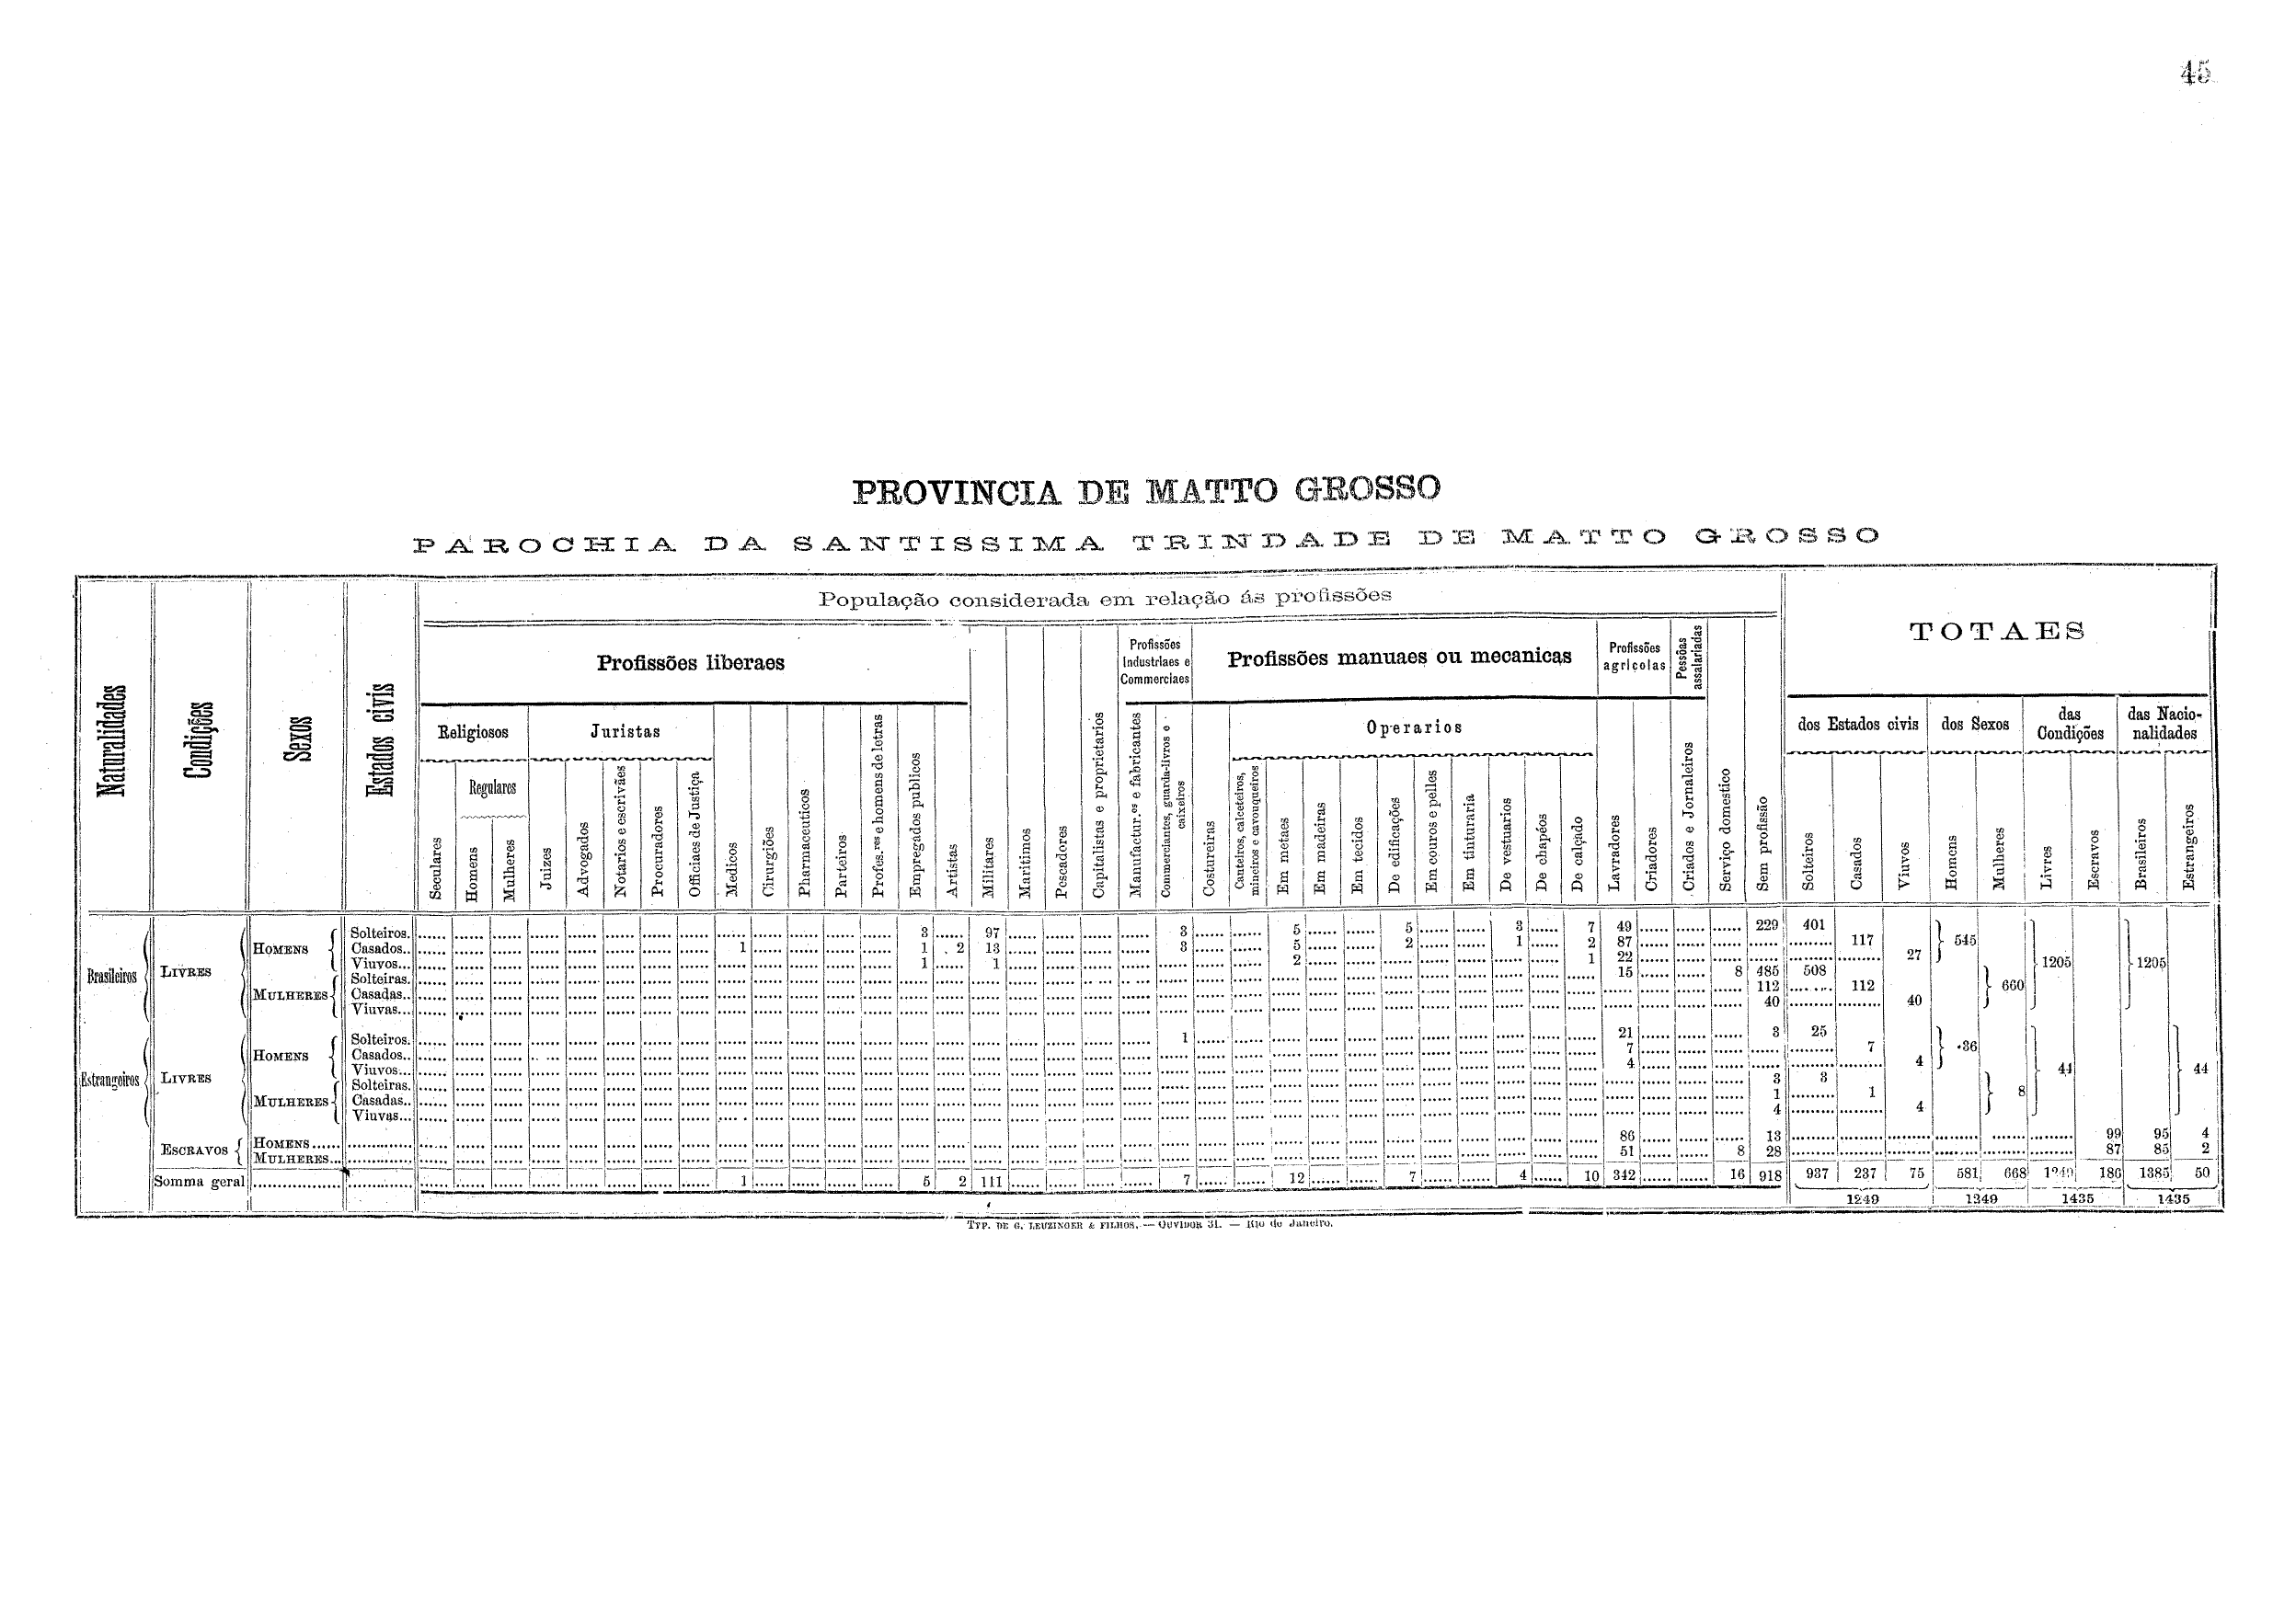 45
PROVINCIA DE MATTO GROSSO
PAROCHIA DA SANTISSIMA TRINDADE DE MATTO GROSSO
Naturalidades
Condições
Sexos
Estados civis
População considerada em relação ás profissões
TOTAES
Profissões liberaes
Profissões Industriaes e Commerciaes
Profissões manuaes ou mecanicas
Profissões agricolas
Pessôas assalariadas
Religiosos
Juristas
Operarios
dos Estados civis
dos Sexos
das Condições
das Nacionalidades
Regulares
Seculares
Homens
Mulheres
Juizes
Advogados
Notarios e escrivães
Procuradores
Officiaes de Justiça
Medicos
Cirurgiões
Pharmaceuticos
Parteiros
Profes.res e homens de letras
Empregados publicos
Artistas
Militares
Maritimos
Pescadores
Capitalistas e proprietarios
Manufactur.es e fabricantes
Commerciantes, guarda-livros e caixeiros
Costureiras
Canteiros, calceteiros, mineiros e cavouqueiros
Em metaes
Em madeiras
Em tecidos
De edificações
Em couros e pelles
Em tinturaria
De vestuarios
De chapéos
De calçado
Lavradores
Criadores
Criados e Jornaleiros
Serviço domestico
Sem profissão
Solteiros
Casados
Viuvos
Homens
Mulheres
Livres
Escravos
Brasileiros
Estrangeiros
Brasileiros LIVRES HOMENS Solteiros. 3 97 3 5 5 3 7 49 229 401
Casados.. 1 1 2 13 3 5 2 1 2 87 117 545
Viuvos... 1 1 2 1 22 27 1205 1205
MULHERES Solteiras. 15 8 485 508
Casadas.. 112 112 660
Viuvas... 40 40
Estrangeiros LIVRES HOMENS Solteiros. 1 21 3 25
Casados.. 7 7 36
Viuvos... 4 4 44 44
MULHERES Solteiras. 3 3
Casadas.. 1 1 8
Viuvas... 4 4
ESCRAVOS HOMENS...... 86 13 99 95 4
MULHERES... 51 8 28 87 85 2
Somma geral 1 5 2 111 7 12 7 4 10 342 16 918 937 237 75 581 668 1249 186 1385 50
1249 1249 1435 1435
TYP. DE G. LEUZINGER & FILHOS. — OUVIDOR 31. — Rio de Janeiro.